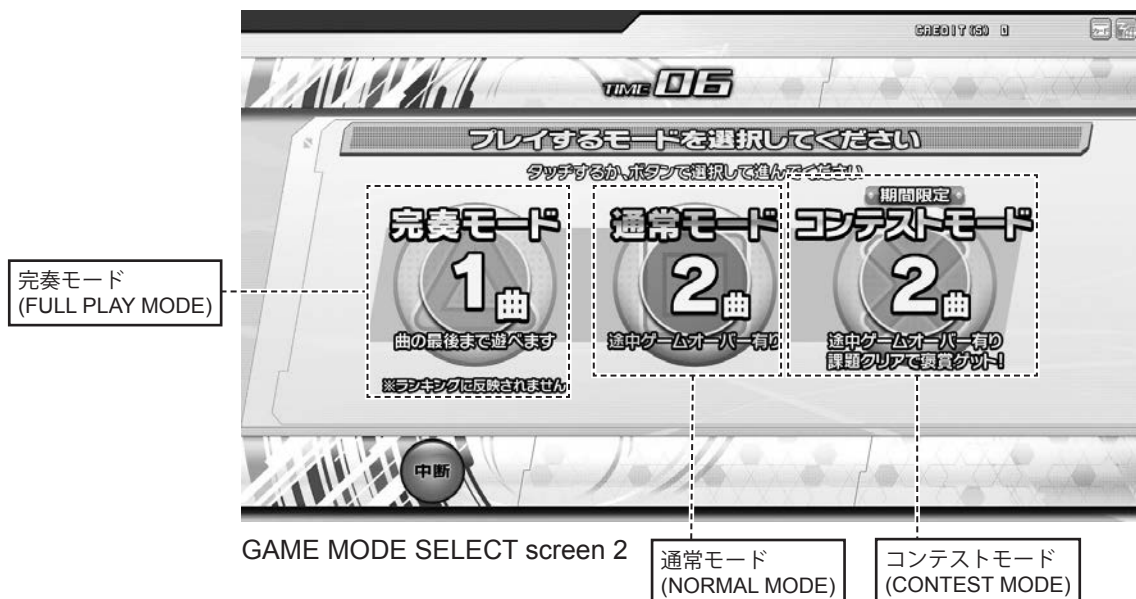 CREDIT(S) 0
TIME 06
プレイするモードを選択してください
タッチするか、ボタンで選択して進んでください
期間限定
完奏モード
1曲
曲の最後まで遊べます
※ランキングに反映されません
通常モード
2曲
途中ゲームオーバー有り
コンテストモード
2曲
途中ゲームオーバー有り
課題クリアで褒賞ゲット!
完奏モード
(FULL PLAY MODE)
中断
GAME MODE SELECT screen 2
通常モード
(NORMAL MODE)
コンテストモード
(CONTEST MODE)